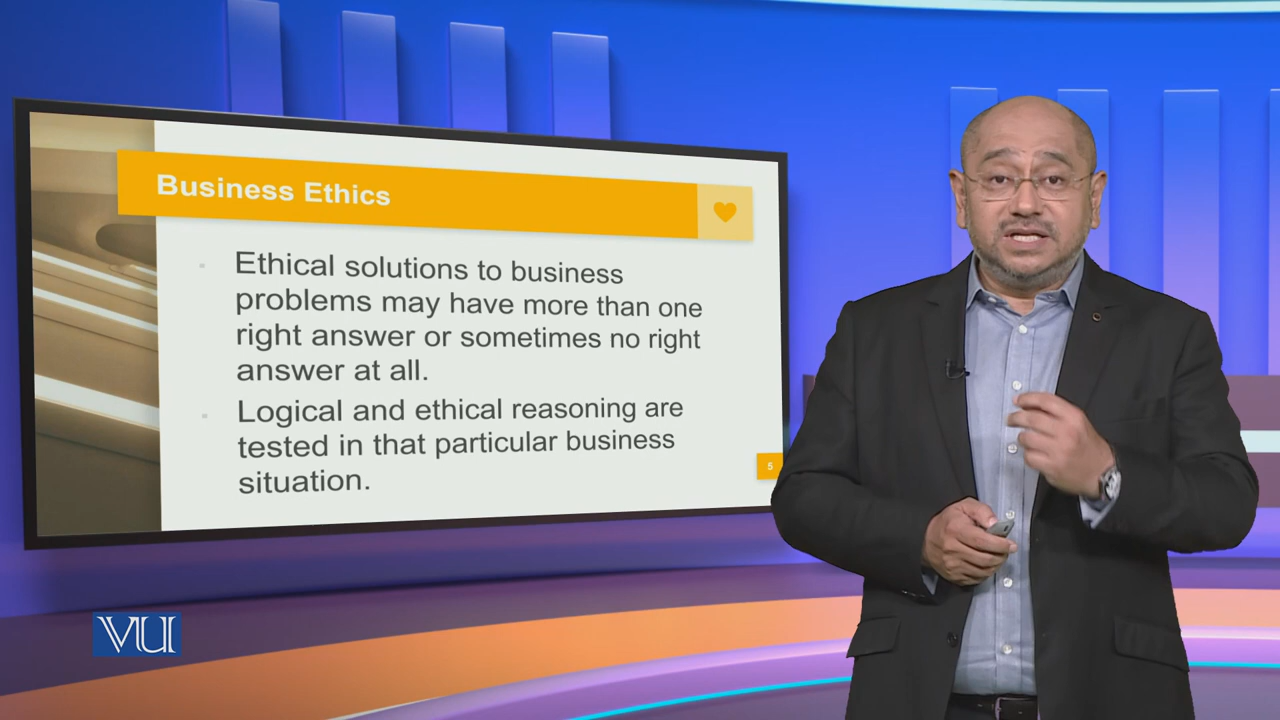 Business Ethics
Ethical solutions to business
problems may have more than one
right answer or sometimes no right
answer at all.
Logical and ethical reasoning are
tested in that particular business
situation.
5
VU